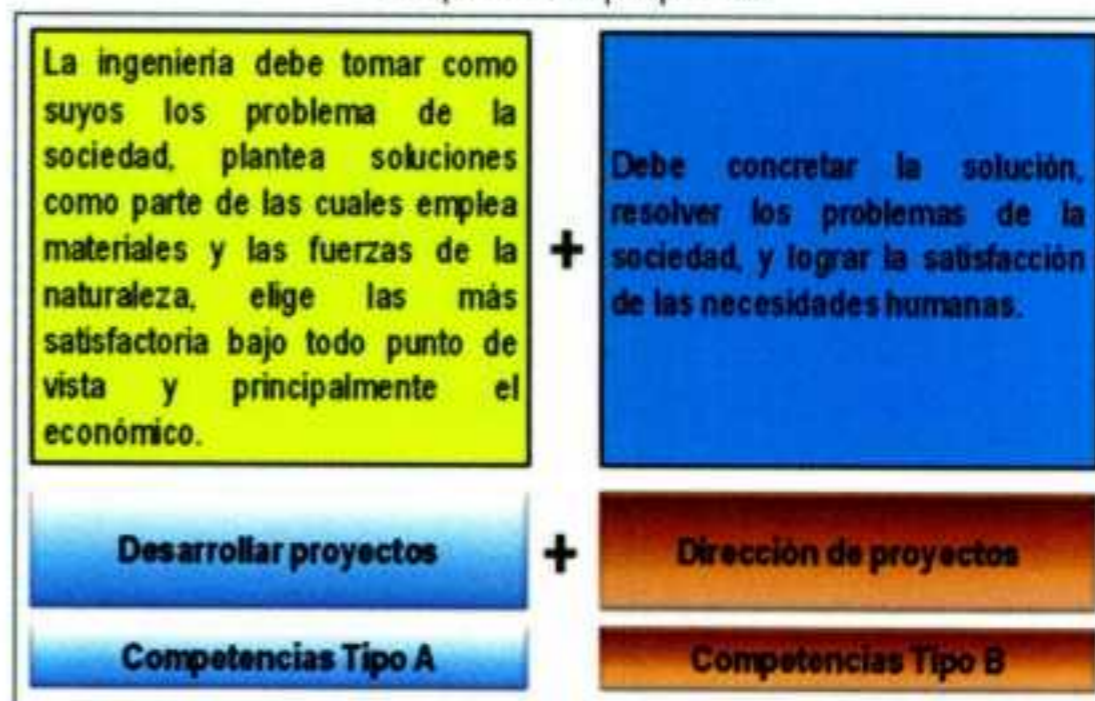 La ingeniería debe tomar como
suyos los problema de la
sociedad, plantea soluciones
como parte de las cuales emplea
materiales y las fuerzas de la
naturaleza, elige las más
satisfactoria bajo todo punto de
vista y principalmente el
económico.
+
Debe concretar la solución,
resolver los problemas de la
sociedad, y lograr la satisfacción
de las necesidades humanas.
Desarrollar proyectos
+
Dirección de proyectos
Competencias Tipo A
Competencias Tipo B